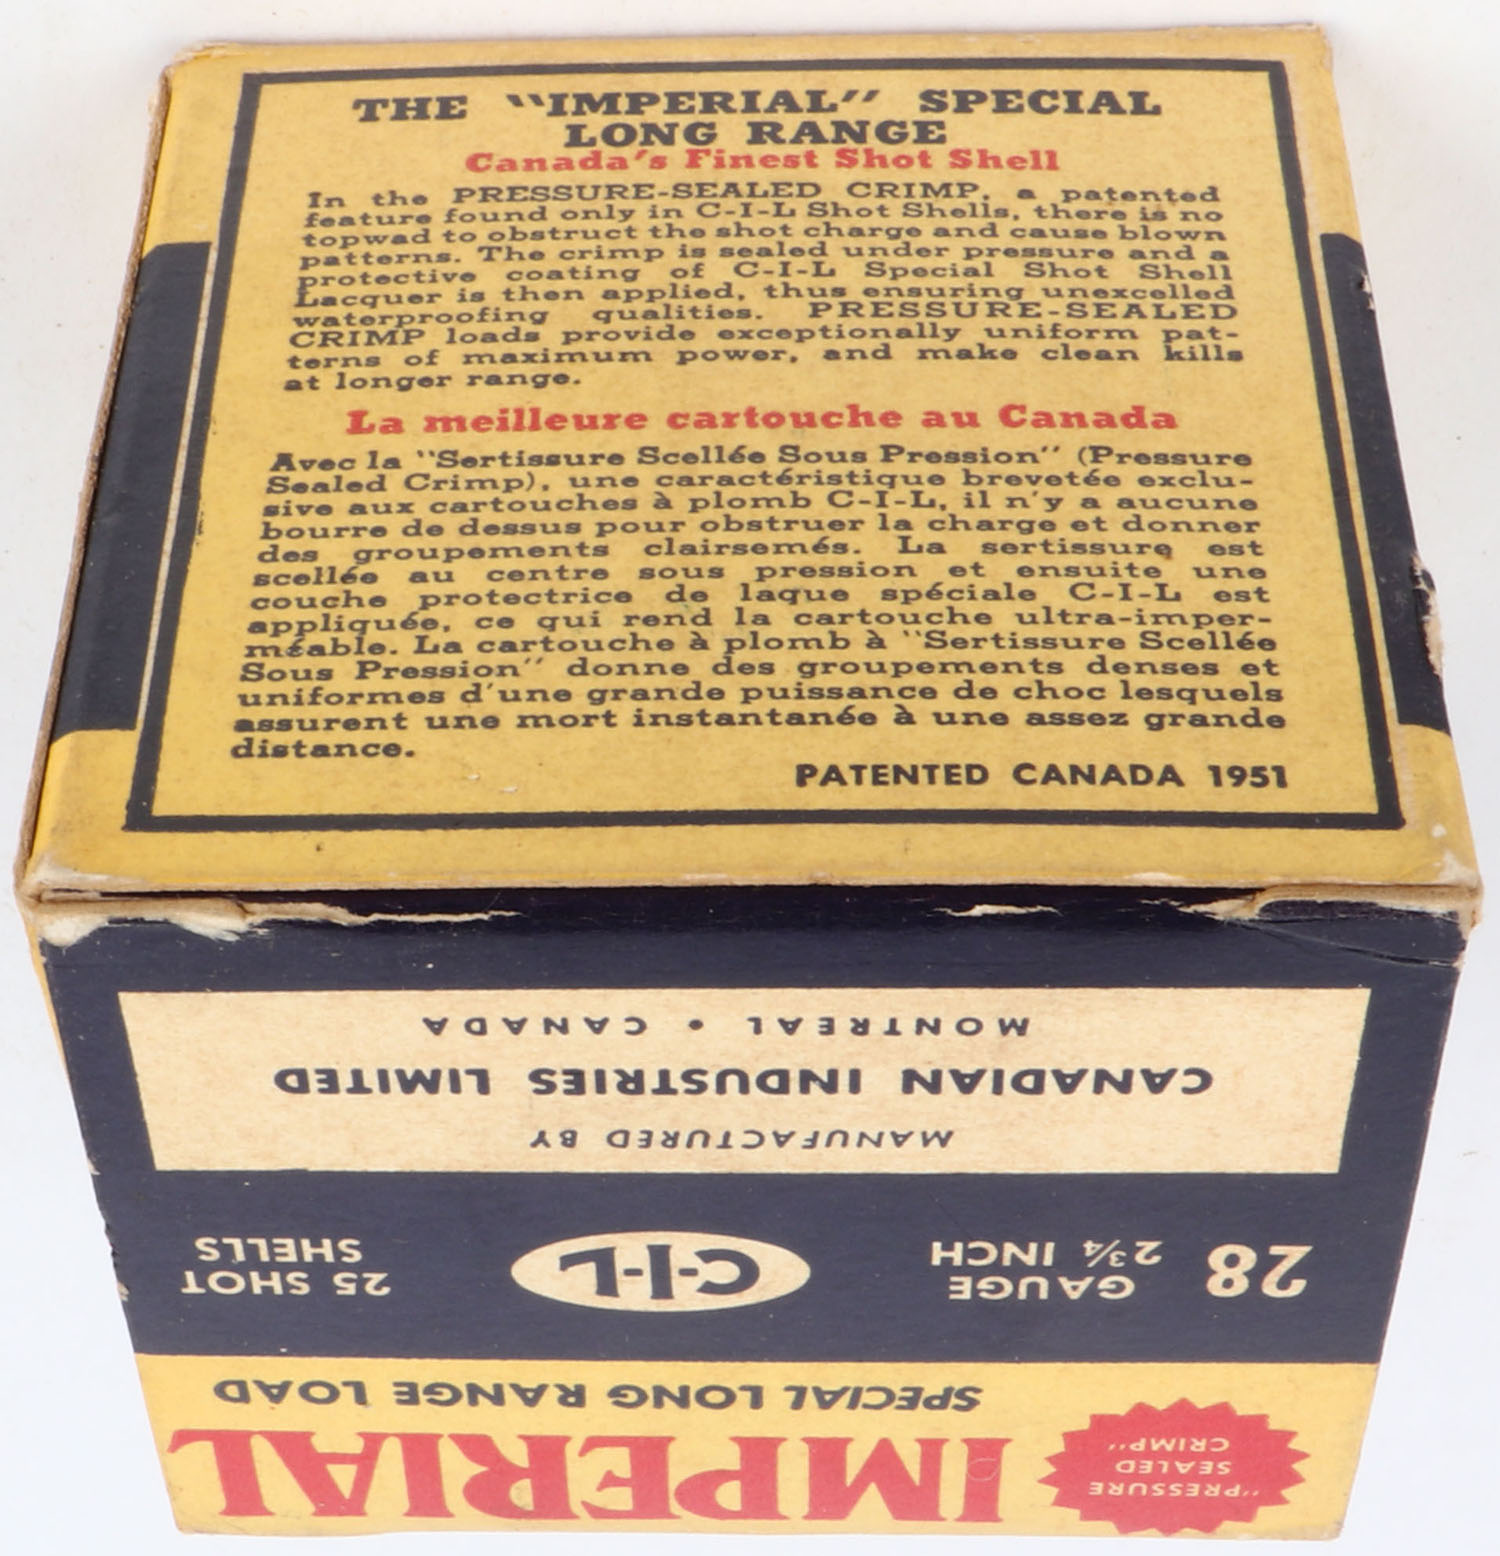 THE "IMPERIAL" SPECIAL
LONG RANGE
Canada's Finest Shot Shell
In the PRESSURE-SEALED CRIMP, a patented
feature found only in C-I-L Shot Shells, there is no
topwad to obstruct the shot charge and cause blown
patterns. The crimp is sealed under pressure and a
protective coating of C-I-L Special Shot Shell
Lacquer is then applied, thus ensuring unexcelled
waterproofing qualities. PRESSURE-SEALED
CRIMP loads provide exceptionally uniform pat-
terns of maximum power, and make clean kills
at longer range.
La meilleure cartouche au Canada
Avec la "Sertissure Scellée Sous Pression" (Pressure
Sealed Crimp), une caractéristique brevetée exclu-
sive aux cartouches à plomb C-I-L, il n'y a aucune
bourre de dessus pour obstruer la charge et donner
des groupements clairsemés. La sertissure est
scellée au centre sous pression et ensuite une
couche protectrice de laque spéciale C-I-L est
appliquée, ce qui rend la cartouche ultra-imper-
méable. La cartouche à plomb à "Sertissure Scellée
Sous Pression" donne des groupements denses et
uniformes d'une grande puissance de choc lesquels
assurent une mort instantanée à une assez grande
distance.
PATENTED CANADA 1951
"PRESSURE
SEALED
CRIMP"
IMPERIAL
SPECIAL LONG RANGE LOAD
28 GAUGE
2¾ INCH
C-I-L
25 SHOT
SHELLS
MANUFACTURED BY
CANADIAN INDUSTRIES LIMITED
MONTREAL • CANADA